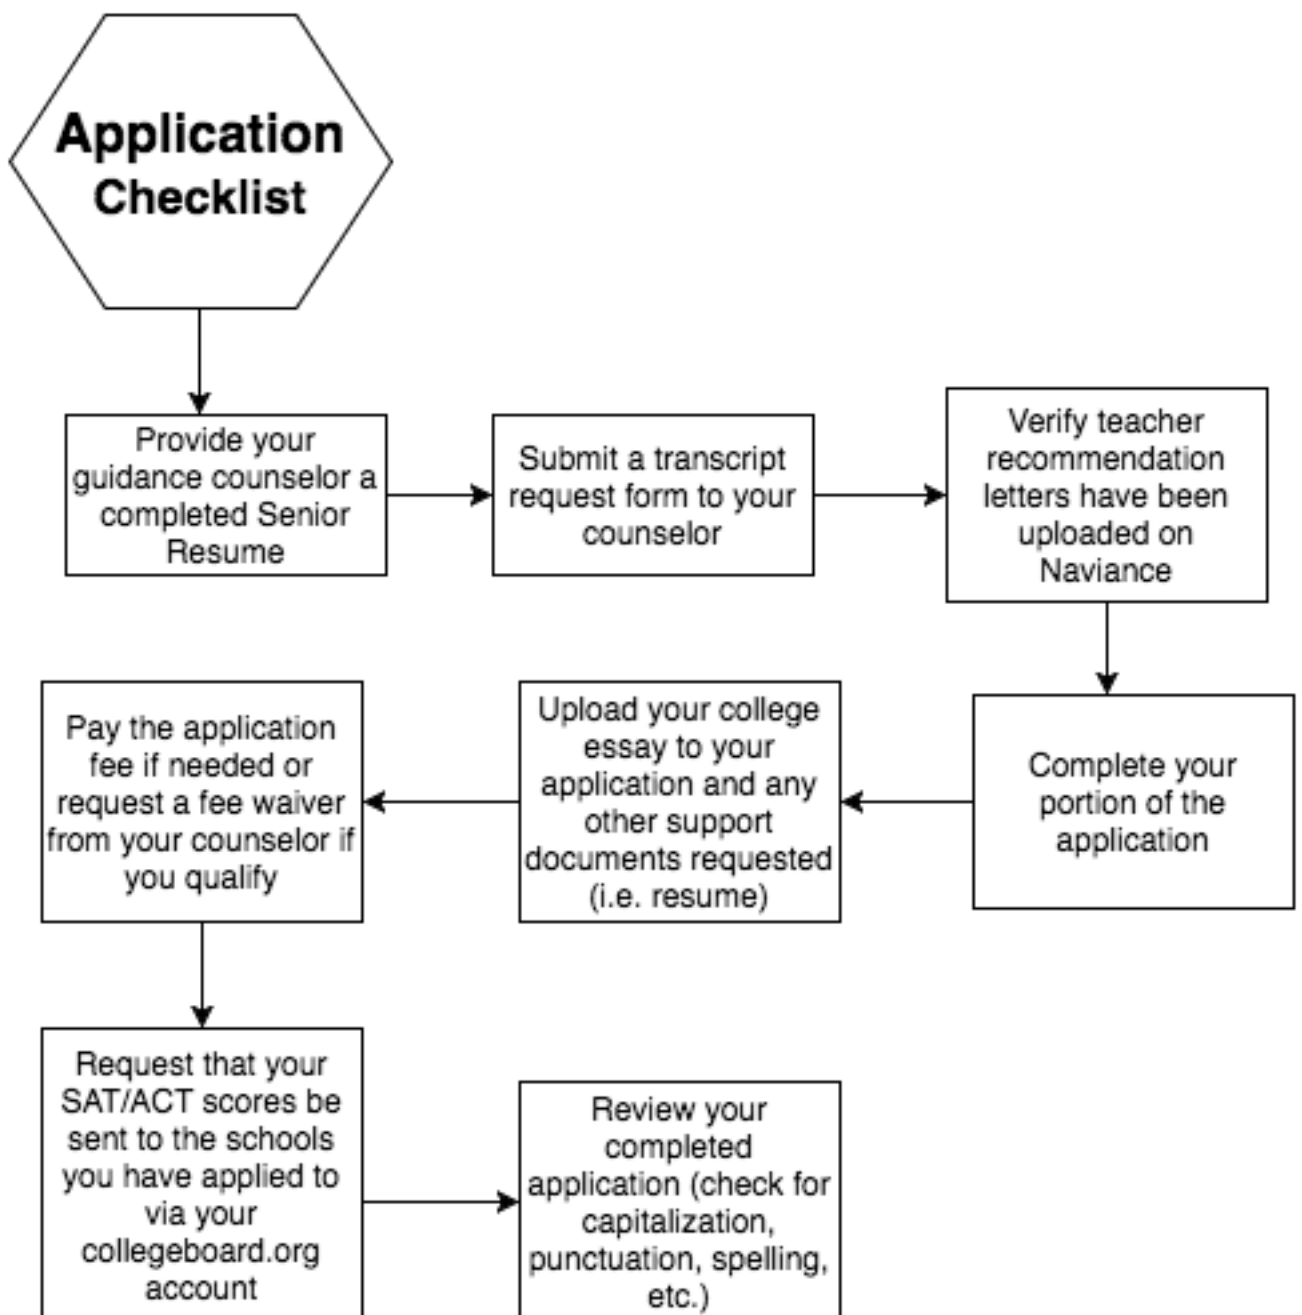 Application
Checklist
Provide your
guidance counselor a
completed Senior
Resume
Submit a transcript
request form to your
counselor
Verify teacher
recommendation
letters have been
uploaded on
Naviance
Complete your
portion of the
application
Upload your college
essay to your
application and any
other support
documents requested
(i.e. resume)
Pay the application
fee if needed or
request a fee waiver
from your counselor if
you qualify
Request that your
SAT/ACT scores be
sent to the schools
you have applied to
via your
collegeboard.org
account
Review your
completed
application (check for
capitalization,
punctuation, spelling,
etc.)